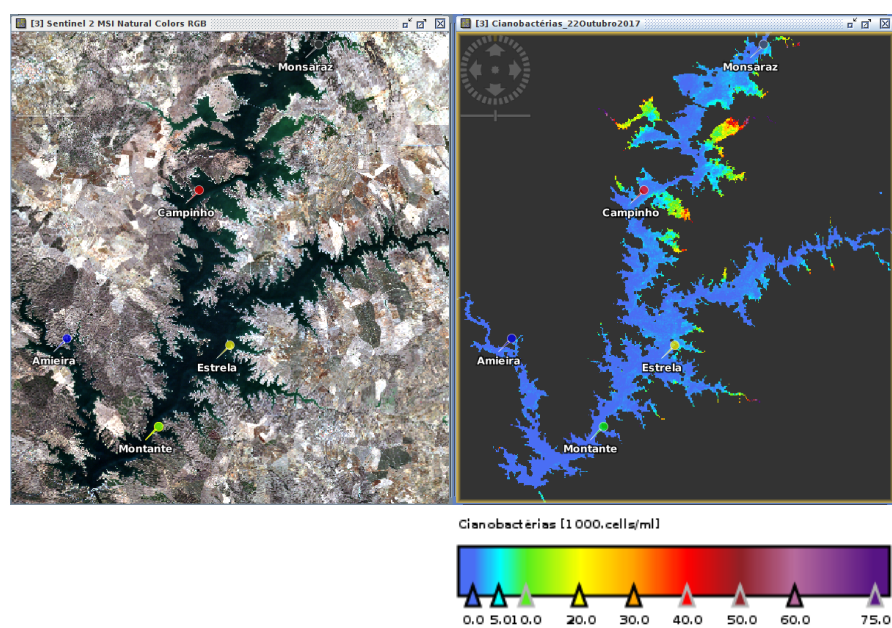 [3] Sentinel 2 MSI Natural Colors RGB
[3] Cianobactérias_22Outubro2017
Monsaraz
Campinho
Amieira
Estrela
Montante
Monsaraz
Campinho
Amieira
Estrela
Montante
Cianobactérias [1000.cells/ml]
0.0 5.0 10.0 20.0 30.0 40.0 50.0 60.0 75.0